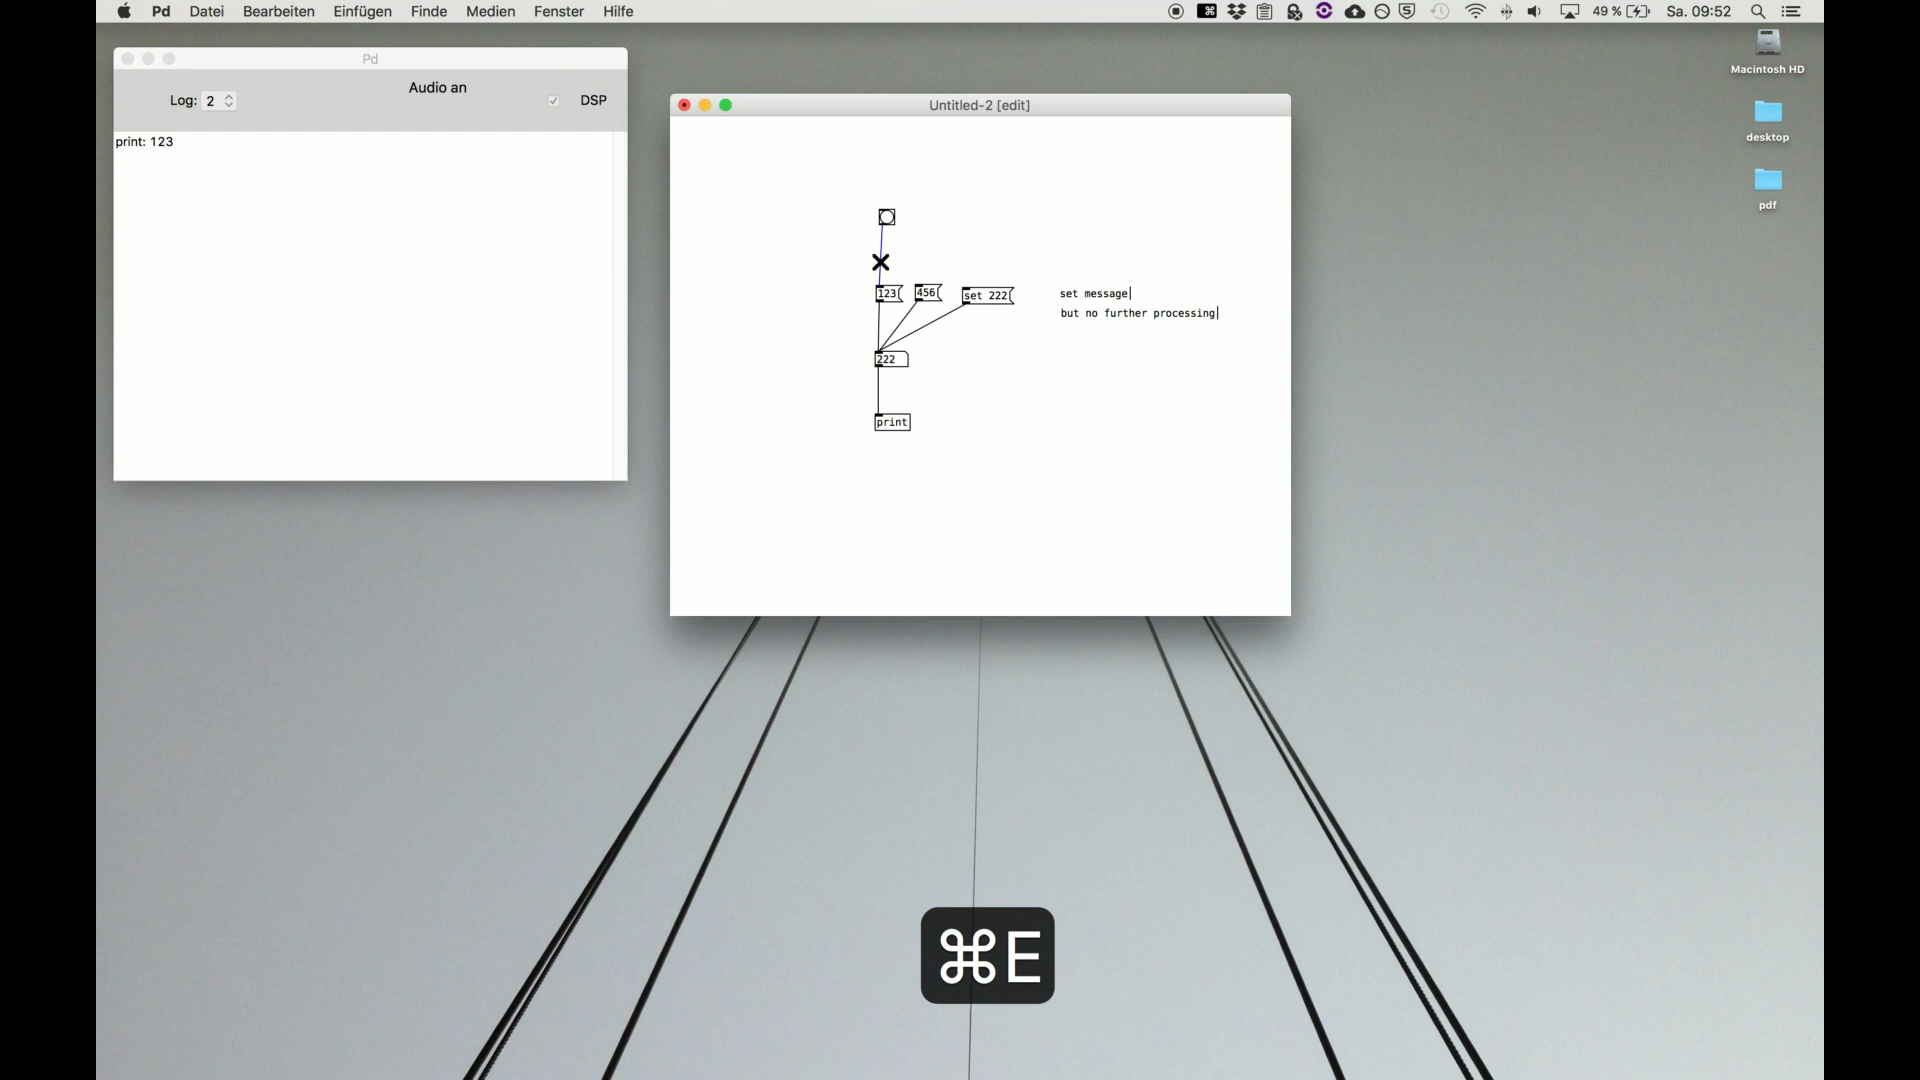 Pd Datei Bearbeiten Einfügen Finde Medien Fenster Hilfe 49 % Sa. 09:52
Macintosh HD
desktop
pdf
Pd
Audio an
Log: 2 DSP
print: 123
Untitled-2 [edit]
123 456 set 222 set message
but no further processing
222
print
⌘E